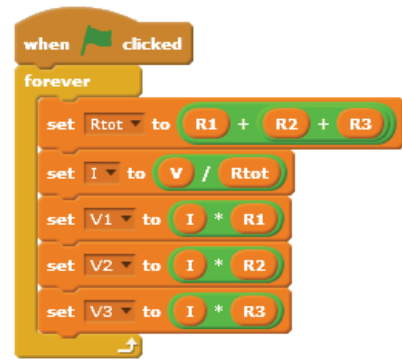 when clicked
forever
set Rtot to R1 + R2 + R3
set I to V / Rtot
set V1 to I * R1
set V2 to I * R2
set V3 to I * R3